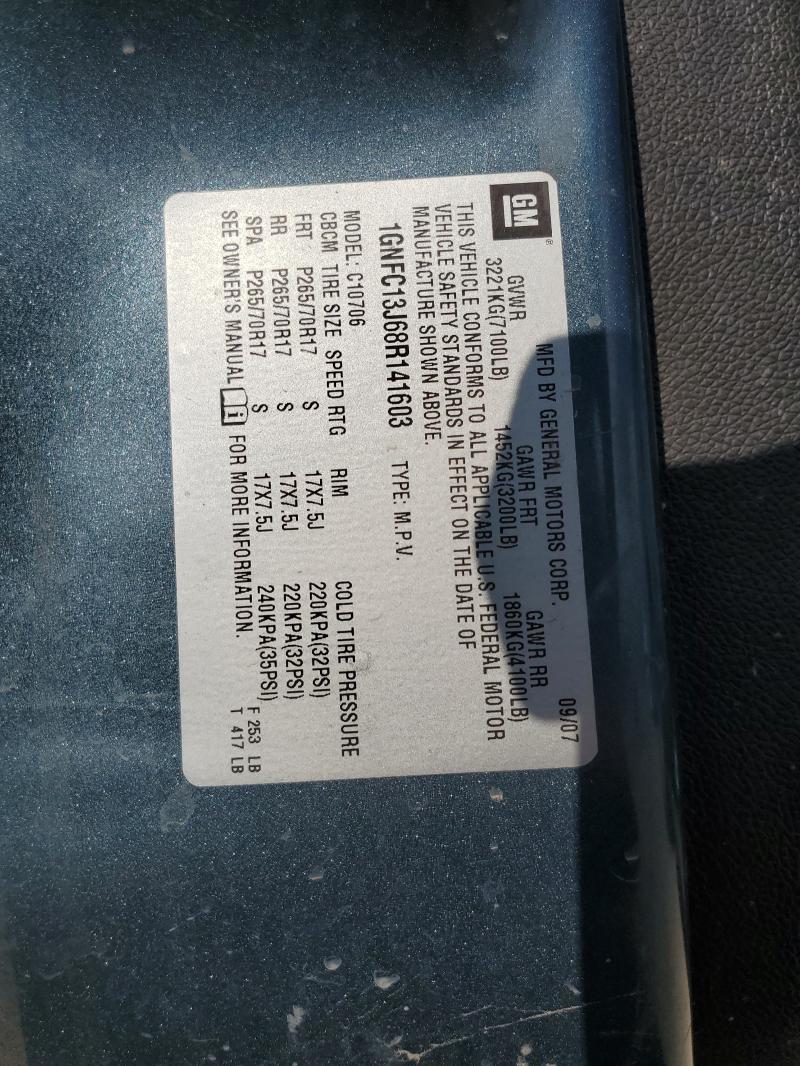 GM®
MFD BY GENERAL MOTORS CORP. 09/07
GVWR GAWR FRT GAWR RR
3221KG(7100LB) 1452KG(3200LB) 1860KG(4100LB)
THIS VEHICLE CONFORMS TO ALL APPLICABLE U.S. FEDERAL MOTOR
VEHICLE SAFETY STANDARDS IN EFFECT ON THE DATE OF
MANUFACTURE SHOWN ABOVE.
1GNFC13J68R141603 TYPE: M.P.V.
MODEL: C10706
CBCM TIRE SIZE SPEED RTG RIM COLD TIRE PRESSURE
FRT P265/70R17 S 17X7.5J 220KPA(32PSI)
RR P265/70R17 S 17X7.5J 220KPA(32PSI)
SPA P265/70R17 S 17X7.5J 240KPA(35PSI) F 253 LB
SEE OWNER'S MANUAL i FOR MORE INFORMATION. T 417 LB